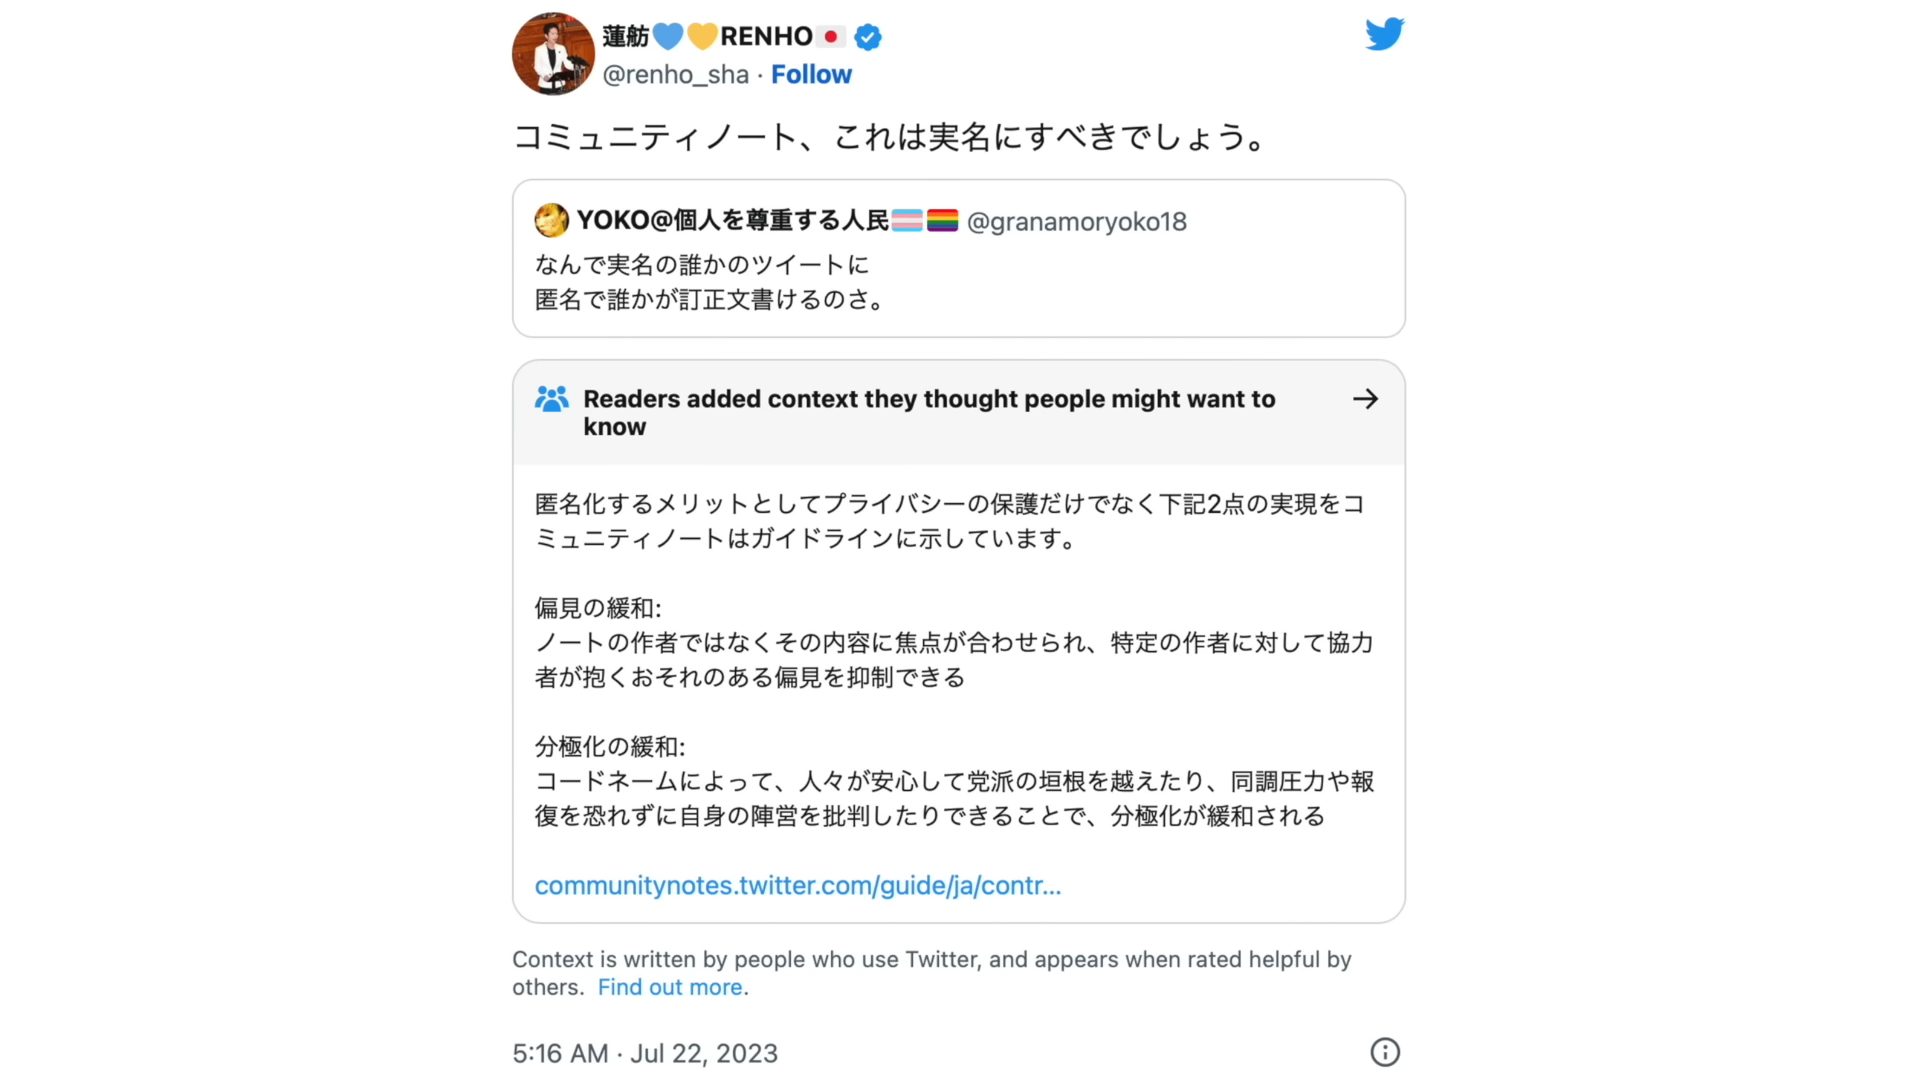 蓮舫💙💛RENHO🇯🇵
@renho_sha · Follow
コミュニティノート、これは実名にすべきでしょう。
YOKO@個人を尊重する人民🏳️‍⚧️🏳️‍🌈 @granamoryoko18
なんで実名の誰かのツイートに
匿名で誰かが訂正文書けるのさ。
Readers added context they thought people might want to
know
匿名化するメリットとしてプライバシーの保護だけでなく下記2点の実現をコ
ミュニティノートはガイドラインに示しています。
偏見の緩和:
ノートの作者ではなくその内容に焦点が合わせられ、特定の作者に対して協力
者が抱くおそれのある偏見を抑制できる
分極化の緩和:
コードネームによって、人々が安心して党派の垣根を越えたり、同調圧力や報
復を恐れずに自身の陣営を批判したりできることで、分極化が緩和される
communitynotes.twitter.com/guide/ja/contr…
Context is written by people who use Twitter, and appears when rated helpful by
others. Find out more.
5:16 AM · Jul 22, 2023